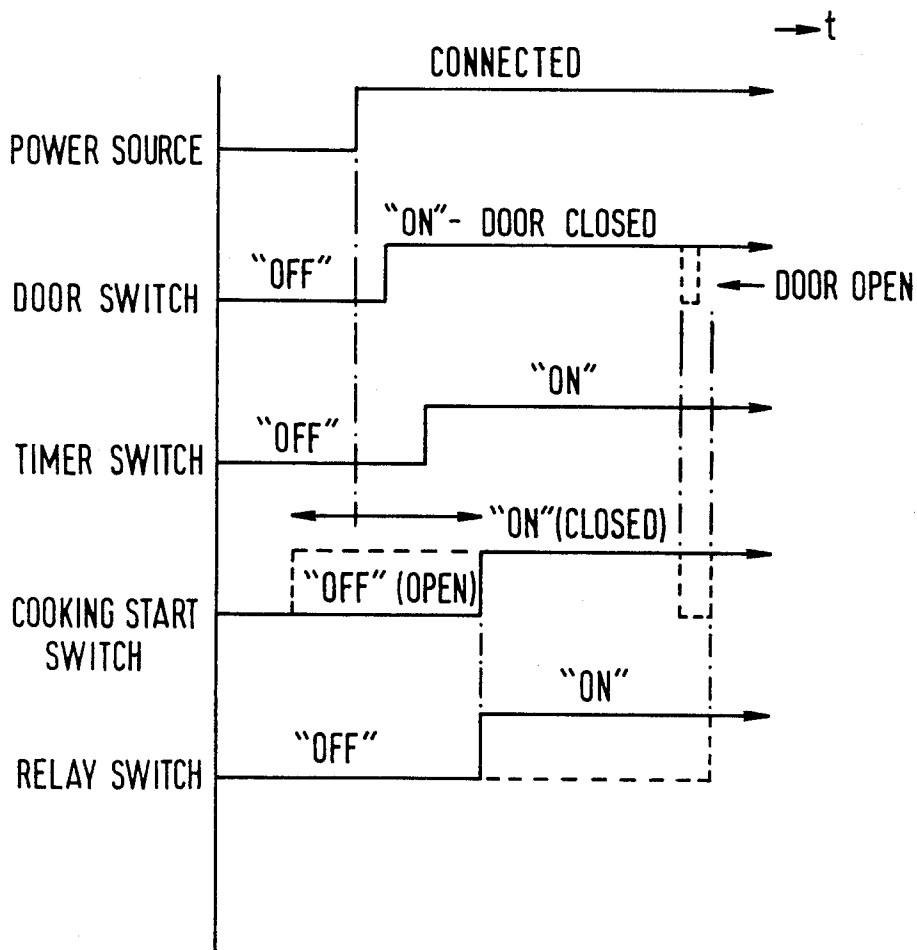 t
CONNECTED
POWER SOURCE
“ON”- DOOR CLOSED
“OFF”
DOOR SWITCH
DOOR OPEN
“ON”
“OFF”
TIMER SWITCH
“ON”(CLOSED)
“OFF” (OPEN)
COOKING START
SWITCH
“ON”
“OFF”
RELAY SWITCH